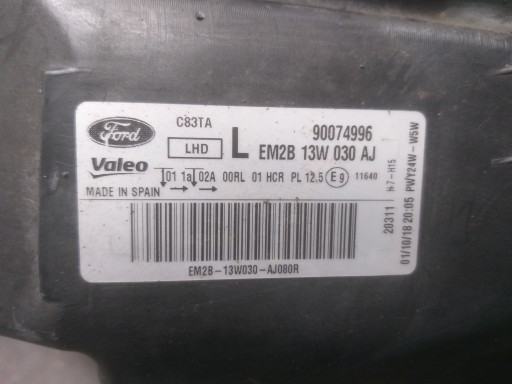 Ford
C83TA
90074996
LHD
L
EM2B 13W 030 AJ
Valeo
01 1a 02A 00RL 01 HCR PL 12.5 E9 11640
MADE IN SPAIN
EM2B-13W030-AJ080R
20311 H7-H15
01/10/18 20:05 PWY24W-W5W